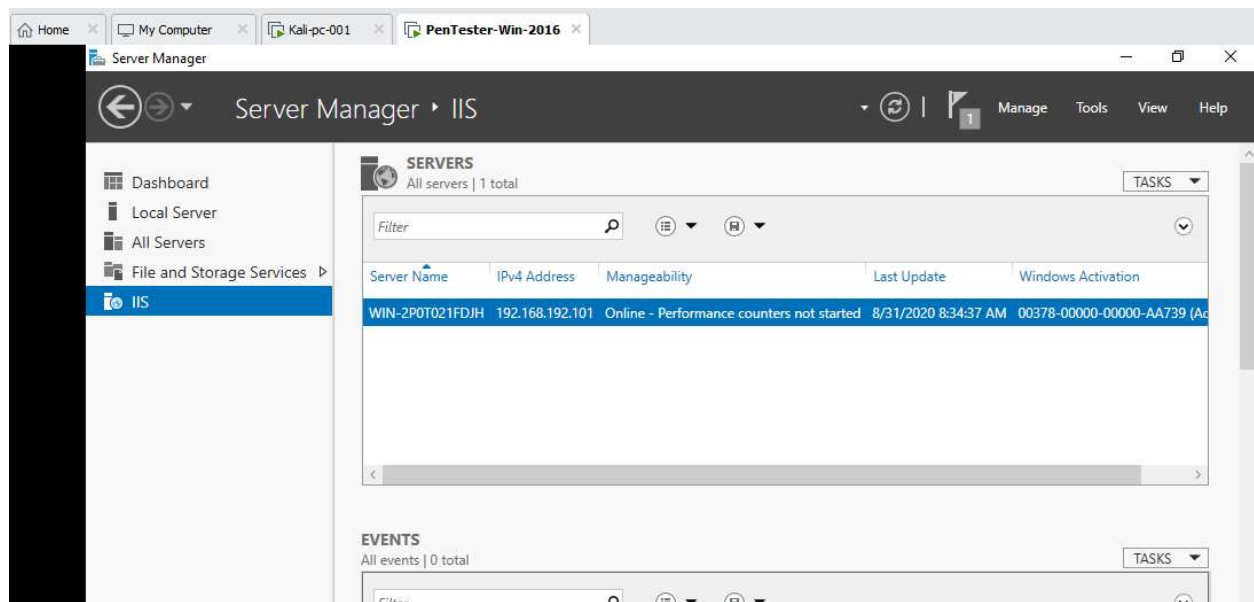 Home
My Computer
Kali-pc-001
PenTester-Win-2016
Server Manager
Server Manager ‣ IIS
1
Manage
Tools
View
Help
Dashboard
Local Server
All Servers
File and Storage Services
IIS
SERVERS
All servers | 1 total
TASKS
Filter
Server Name IPv4 Address Manageability Last Update Windows Activation
WIN-2P0T021FDJH 192.168.192.101 Online - Performance counters not started 8/31/2020 8:34:37 AM 00378-00000-00000-AA739 (Ac
EVENTS
All events | 0 total
TASKS
Filter